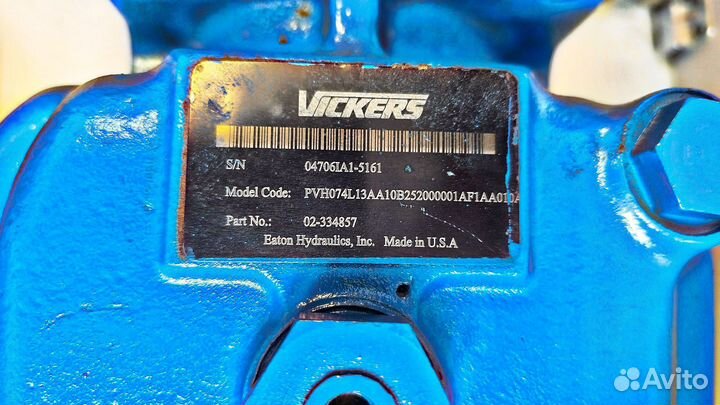 VICKERS
S/N 04706IA1-5161
Model Code: PVH074L13AA10B252000001AF1AA010A
Part No.: 02-334857
Eaton Hydraulics, Inc. Made in U.S.A
Avito